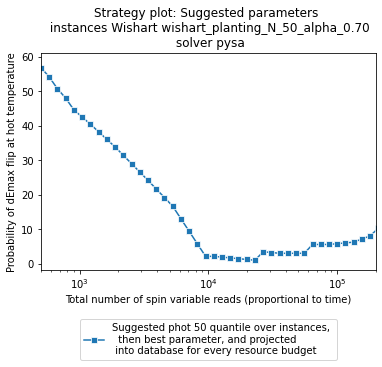 Strategy plot: Suggested parameters
instances Wishart wishart_planting_N_50_alpha_0.70
solver pysa
Probability of dEmax flip at hot temperature
60
50
40
30
20
10
0
10³
10⁴
10⁵
Total number of spin variable reads (proportional to time)
Suggested phot 50 quantile over instances,
then best parameter, and projected
into database for every resource budget